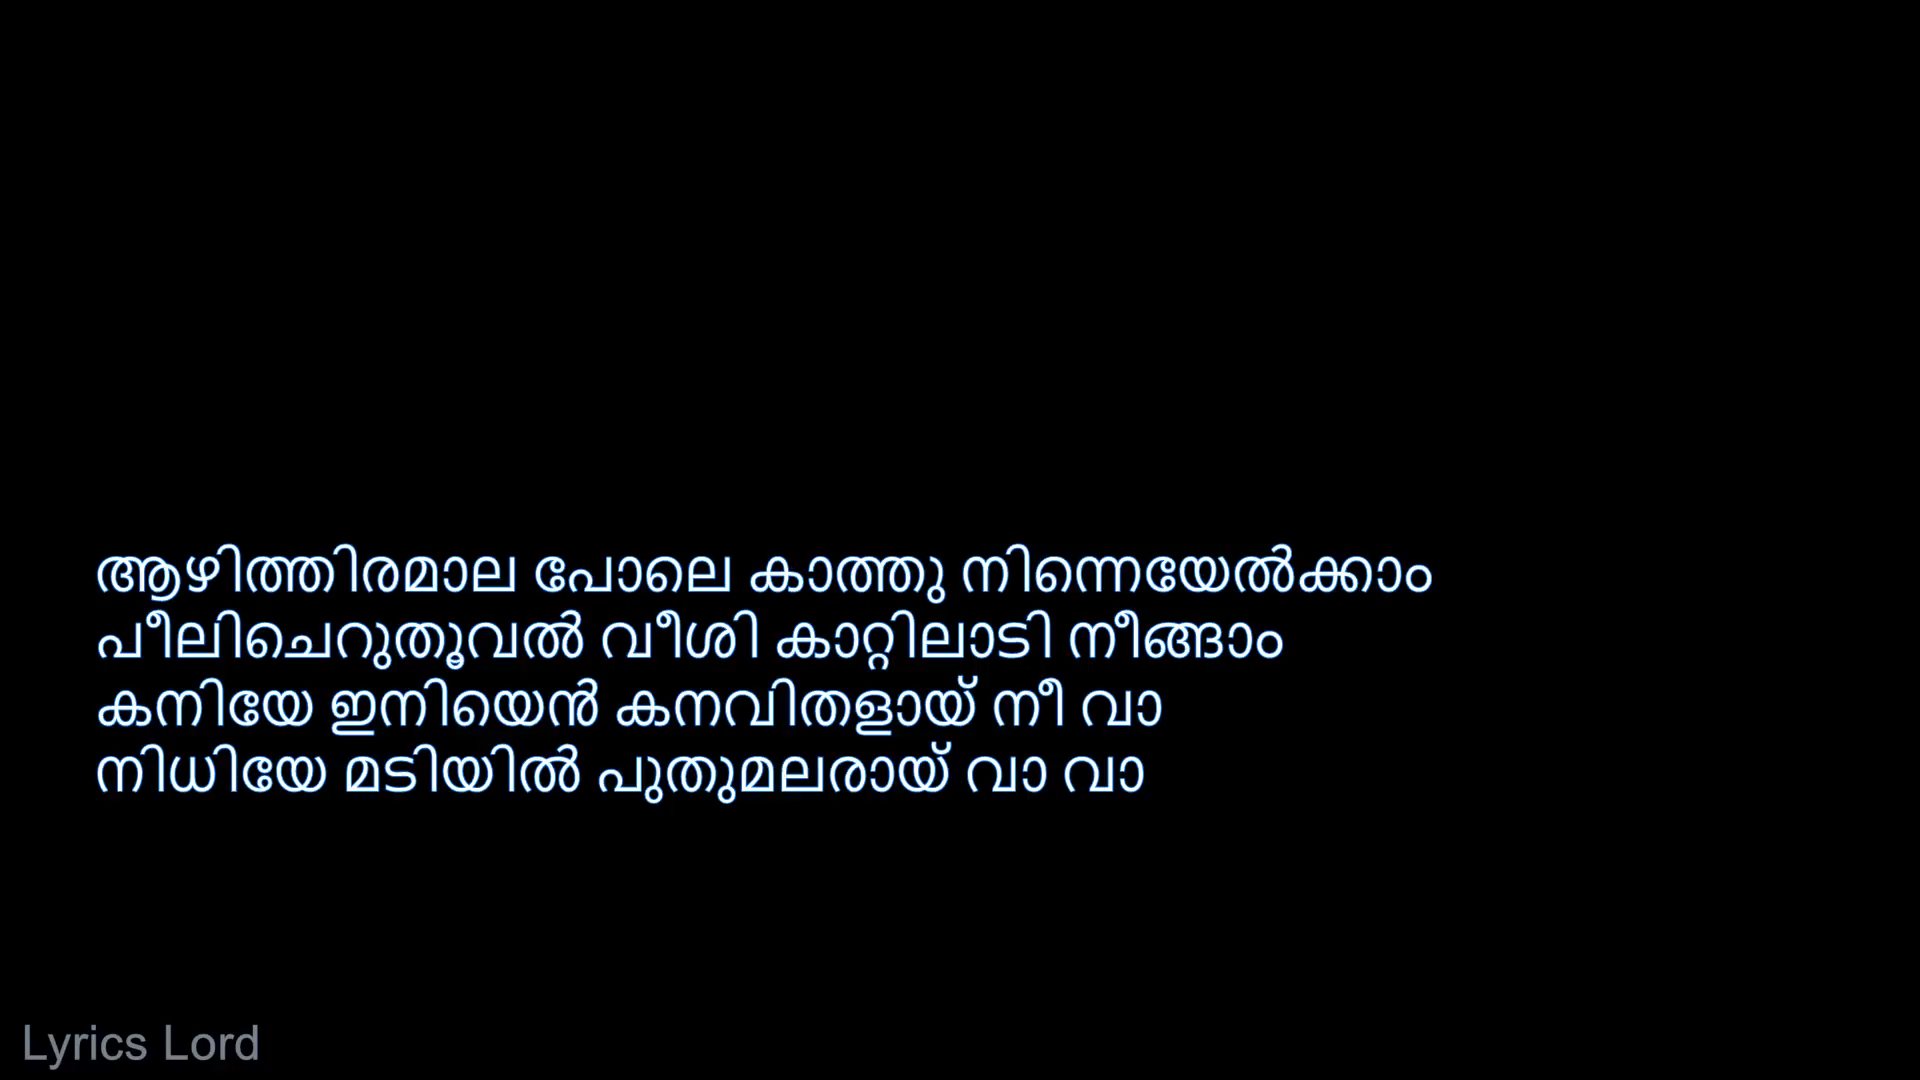 ആഴിത്തിരമാല പോലെ കാത്തു നിന്നെയേൽക്കാം
പീലിചെറുതൂവൽ വീശി കാറ്റിലാടി നീങ്ങാം
കനിയേ ഇനിയെൻ കനവിതളായ് നീ വാ
നിധിയേ മടിയിൽ പുതുമലരായ് വാ വാ
Lyrics Lord